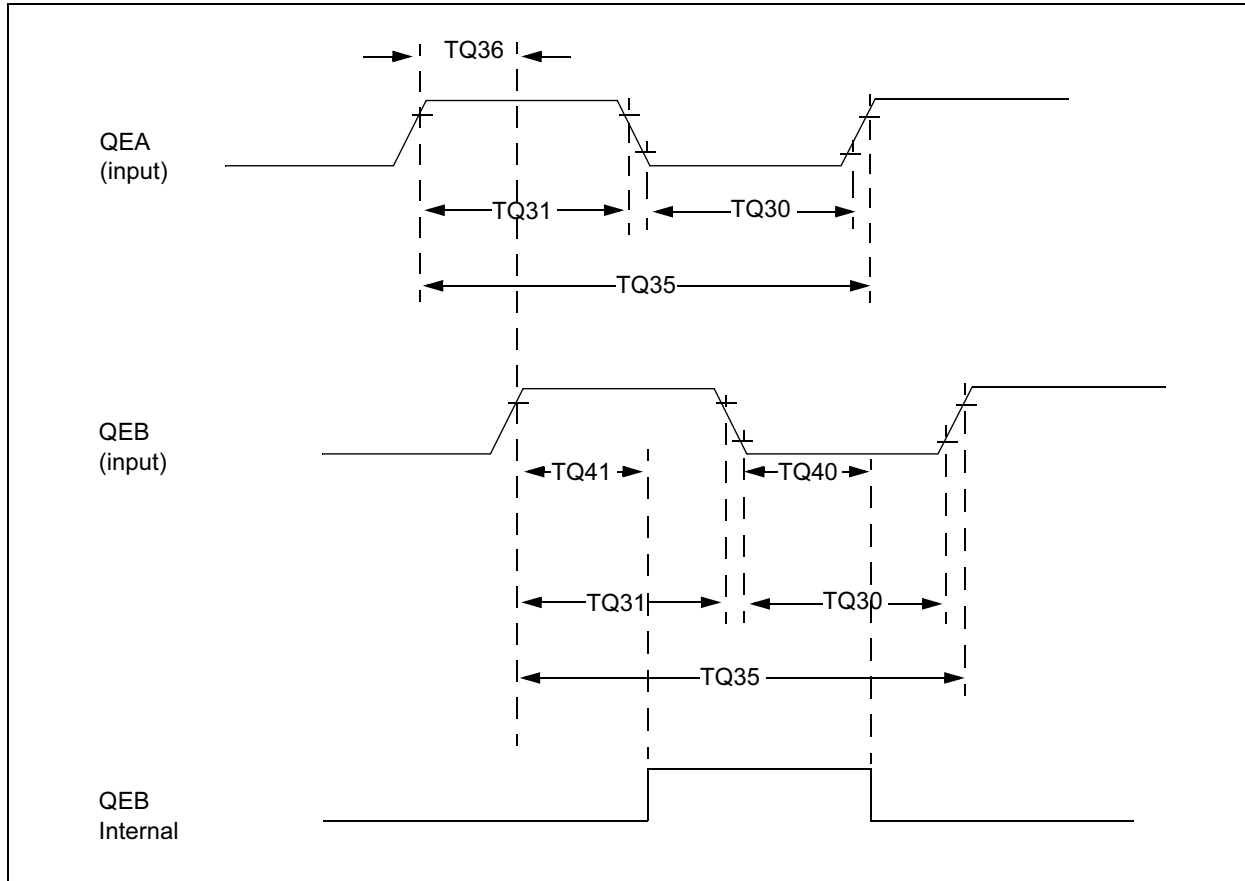 TQ36
QEA
(input)
TQ31
TQ30
TQ35
QEB
(input)
TQ41
TQ40
TQ31
TQ30
TQ35
QEB
Internal